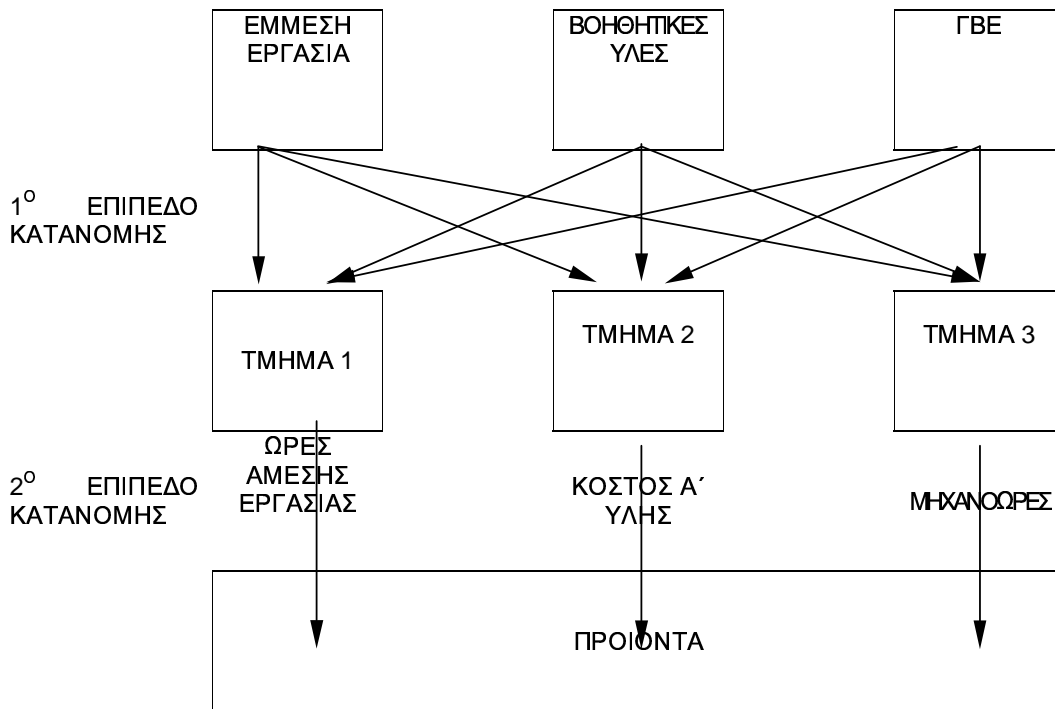 ΕΜΜΕΣΗ
ΕΡΓΑΣΙΑ
ΒΟΗΘΗΤΙΚΕΣ
ΥΛΕΣ
ΓΒΕ
1Ο ΕΠΙΠΕΔΟ
ΚΑΤΑΝΟΜΗΣ
ΤΜΗΜΑ 1
ΤΜΗΜΑ 2
ΤΜΗΜΑ 3
2Ο ΕΠΙΠΕΔΟ
ΚΑΤΑΝΟΜΗΣ
ΩΡΕΣ
ΑΜΕΣΗΣ
ΕΡΓΑΣΙΑΣ
ΚΟΣΤΟΣ Α΄
ΥΛΗΣ
ΜΗΧΑΝΟΩΡΕΣ
ΠΡΟΙΟΝΤΑ